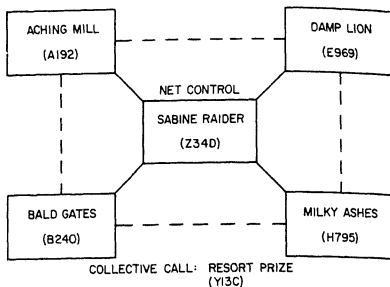 ACHING MILL
(A192)
DAMP LION
(E969)
NET CONTROL
SABINE RAIDER
(Z34D)
BALD GATES
(B240)
MILKY ASHES
(H795)
COLLECTIVE CALL: RESORT PRIZE
(Y13C)